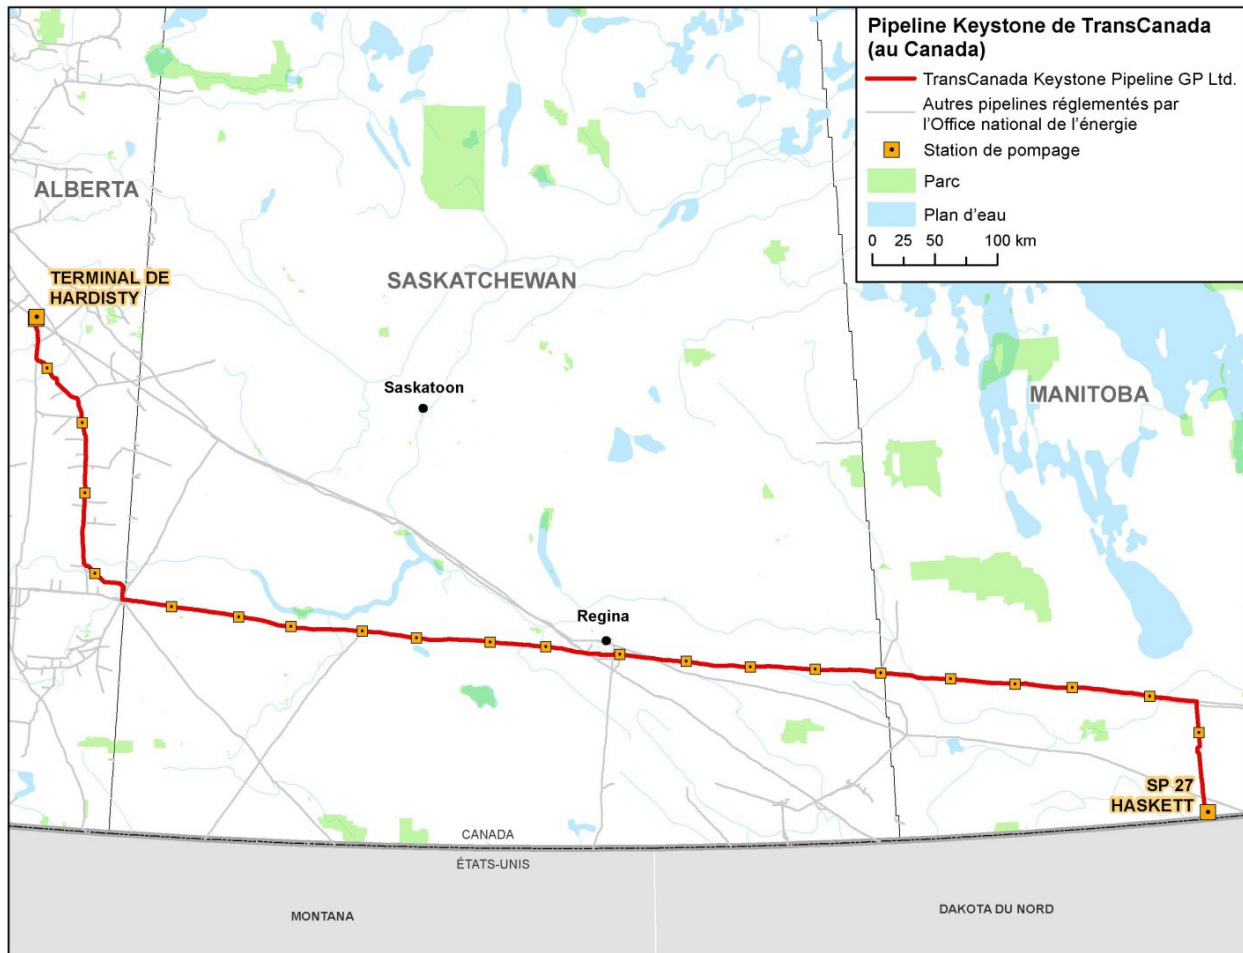 Pipeline Keystone de TransCanada
(au Canada)
TransCanada Keystone Pipeline GP Ltd.
Autres pipelines réglementés par
l'Office national de l'énergie
Station de pompage
Parc
Plan d'eau
0 25 50 100 km
ALBERTA
TERMINAL DE
HARDISTY
SASKATCHEWAN
Saskatoon
MANITOBA
Regina
SP 27
HASKETT
CANADA
ÉTATS-UNIS
MONTANA
DAKOTA DU NORD